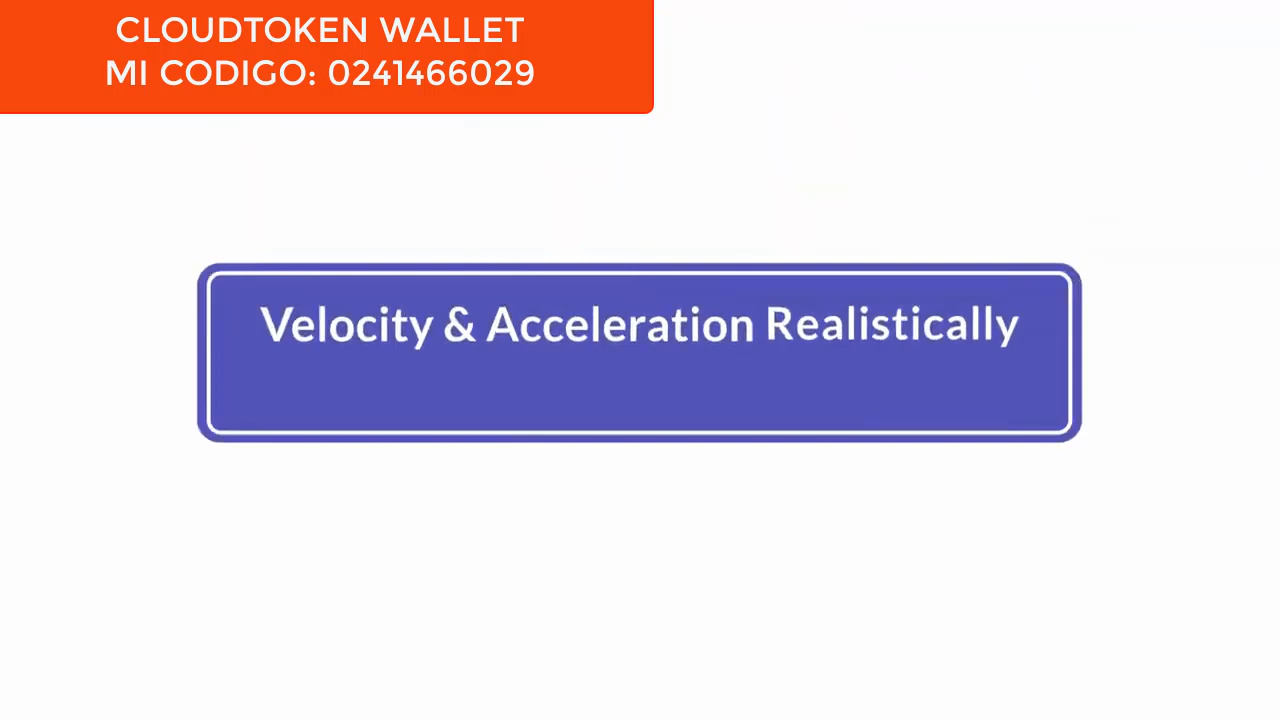 CLOUDTOKEN WALLET
MI CODIGO: 0241466029
Velocity & Acceleration Realistically